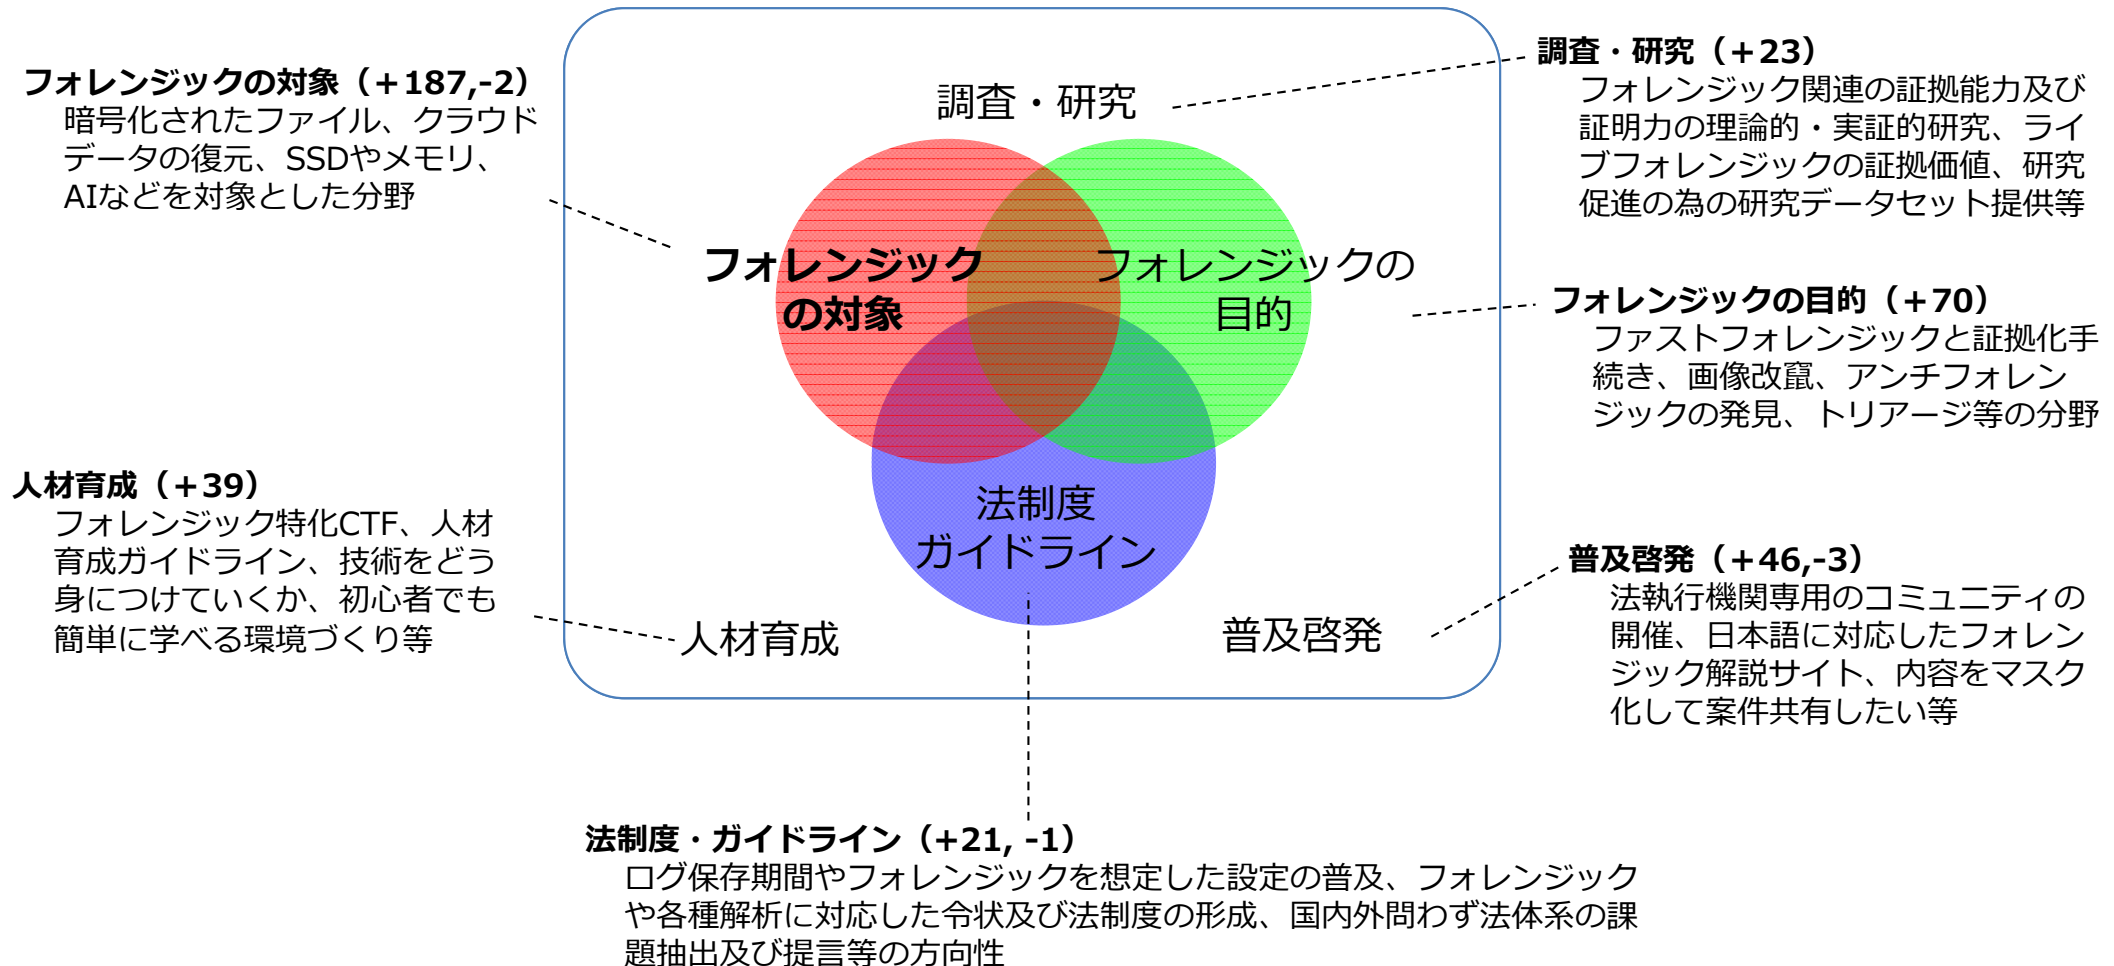 フォレンジックの対象（+187,-2）
暗号化されたファイル、クラウド
データの復元、SSDやメモリ、
AIなどを対象とした分野
人材育成（+39）
フォレンジック特化CTF、人材
育成ガイドライン、技術をどう
身につけていくか、初心者でも
簡単に学べる環境づくり等
調査・研究
フォレンジック
の対象
フォレンジックの
目的
法制度
ガイドライン
人材育成
普及啓発
調査・研究（+23）
フォレンジック関連の証拠能力及び
証明力の理論的・実証的研究、ライ
ブフォレンジックの証拠価値、研究
促進の為の研究データセット提供等
フォレンジックの目的（+70）
ファストフォレンジックと証拠化手
続き、画像改竄、アンチフォレン
ジックの発見、トリアージ等の分野
普及啓発（+46,-3）
法執行機関専用のコミュニティの
開催、日本語に対応したフォレン
ジック解説サイト、内容をマスク
化して案件共有したい等
法制度・ガイドライン（+21, -1）
ログ保存期間やフォレンジックを想定した設定の普及、フォレンジック
や各種解析に対応した令状及び法制度の形成、国内外問わず法体系の課
題抽出及び提言等の方向性